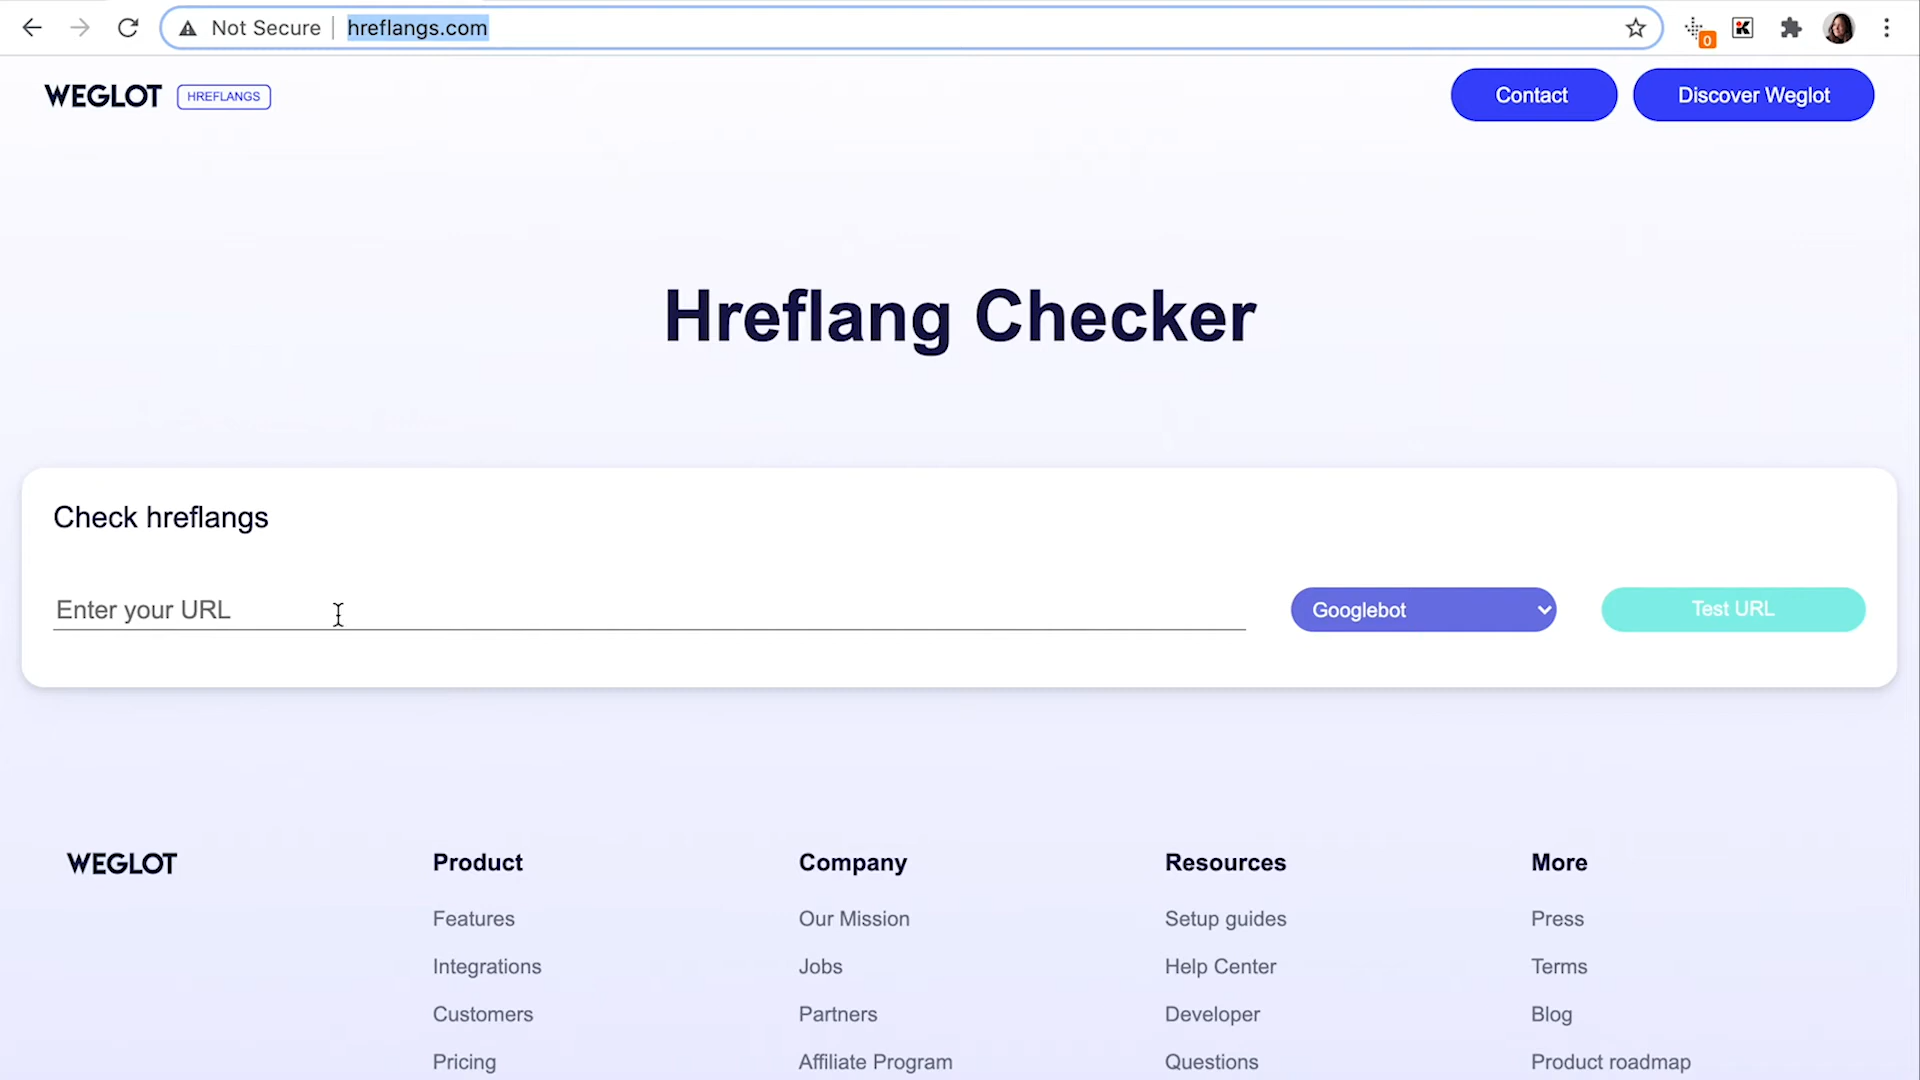 Not Secure | hreflangs.com
0
WEGLOT HREFLANGS
Contact
Discover Weglot
Hreflang Checker
Check hreflangs
Enter your URL
Googlebot
Test URL
WEGLOT
Product
Features
Integrations
Customers
Pricing
Company
Our Mission
Jobs
Partners
Affiliate Program
Resources
Setup guides
Help Center
Developer
Questions
More
Press
Terms
Blog
Product roadmap